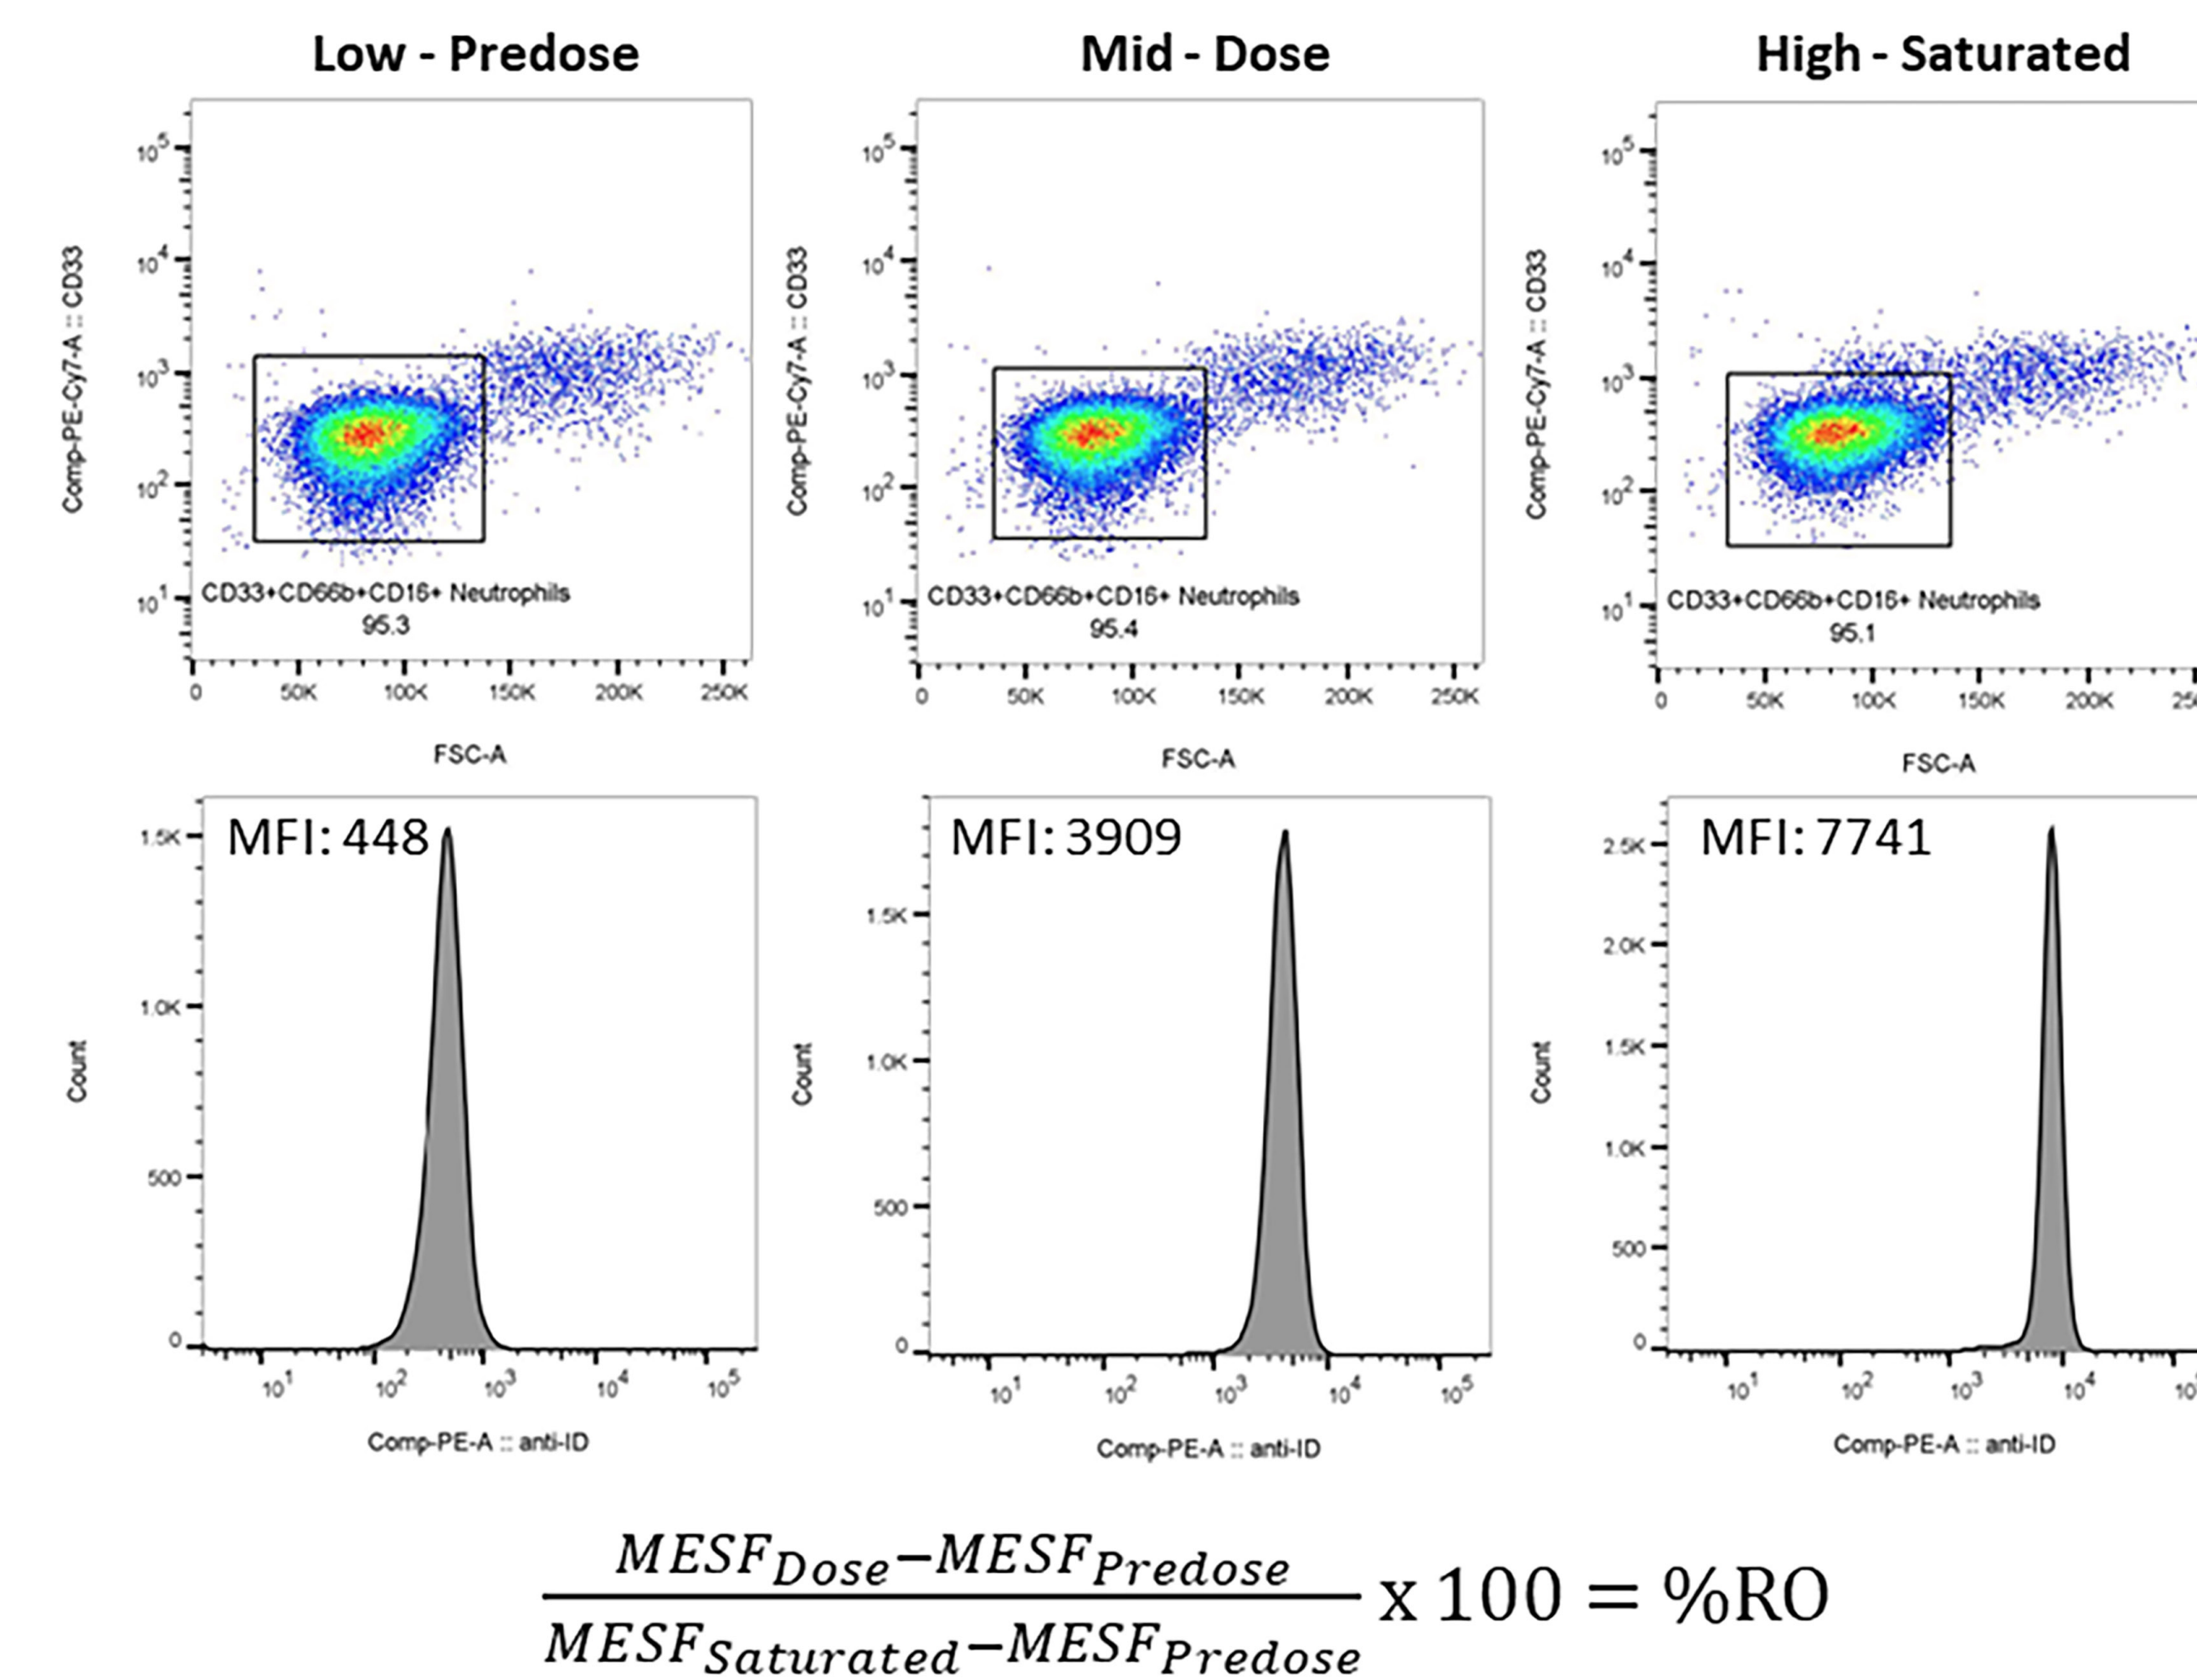 Low - Predose
Mid - Dose
High - Saturated
10^5
10^4
10^3
10^2
10^1
Comp-PE-Cy7-A :: CD33
CD33+CD66b+CD16+ Neutrophils
95.3
0 50K 100K 150K 200K 250K
FSC-A
10^5
10^4
10^3
10^2
10^1
Comp-PE-Cy7-A :: CD33
CD33+CD66b+CD16+ Neutrophils
95.4
0 50K 100K 150K 200K 250K
FSC-A
10^5
10^4
10^3
10^2
10^1
Comp-PE-Cy7-A :: CD33
CD33+CD66b+CD16+ Neutrophils
95.1
0 50K 100K 150K 200K
FSC-A
MFI: 448
1.5K
1.0K
500
0
Count
10^1 10^2 10^3 10^4 10^5
Comp-PE-A :: anti-ID
MFI: 3909
1.5K
1.0K
500
0
Count
10^1 10^2 10^3 10^4 10^5
Comp-PE-A :: anti-ID
MFI: 7741
2.5K
2.0K
1.5K
1.0K
500
0
Count
10^1 10^2 10^3 10^4
Comp-PE-A :: anti-ID
MESF_Dose−MESF_Predose
x 100 = %RO
MESF_Saturated−MESF_Predose